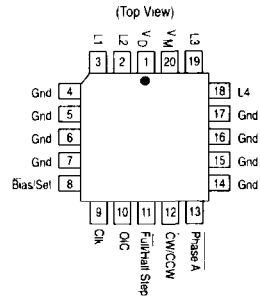 (Top View)
L1
L2
VD
VM
L3
3
2
1
20
19
Gnd 4
18 L4
Gnd 5
17 Gnd
Gnd 6
16 Gnd
Gnd 7
15 Gnd
Bias/Set 8
14 Gnd
9
10
11
12
13
Clk
OIC
Full/Half Step
CW/CCW
Phase A